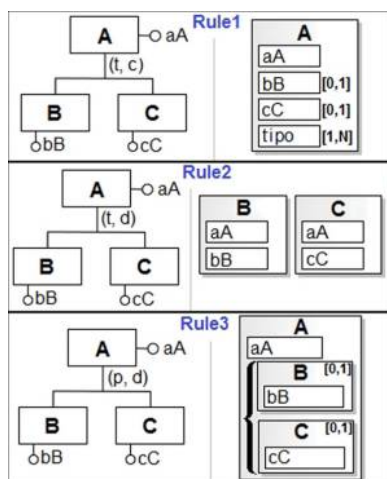 Rule1
A aA
(t, c)
B C
bB cC
A
aA
bB [0,1]
cC [0,1]
tipo [1,N]
Rule2
A aA
(t, d)
B C
bB cC
B C
aA aA
bB cC
Rule3
A aA
(p, d)
B C
bB cC
A
aA
B [0,1]
bB
C [0,1]
cC